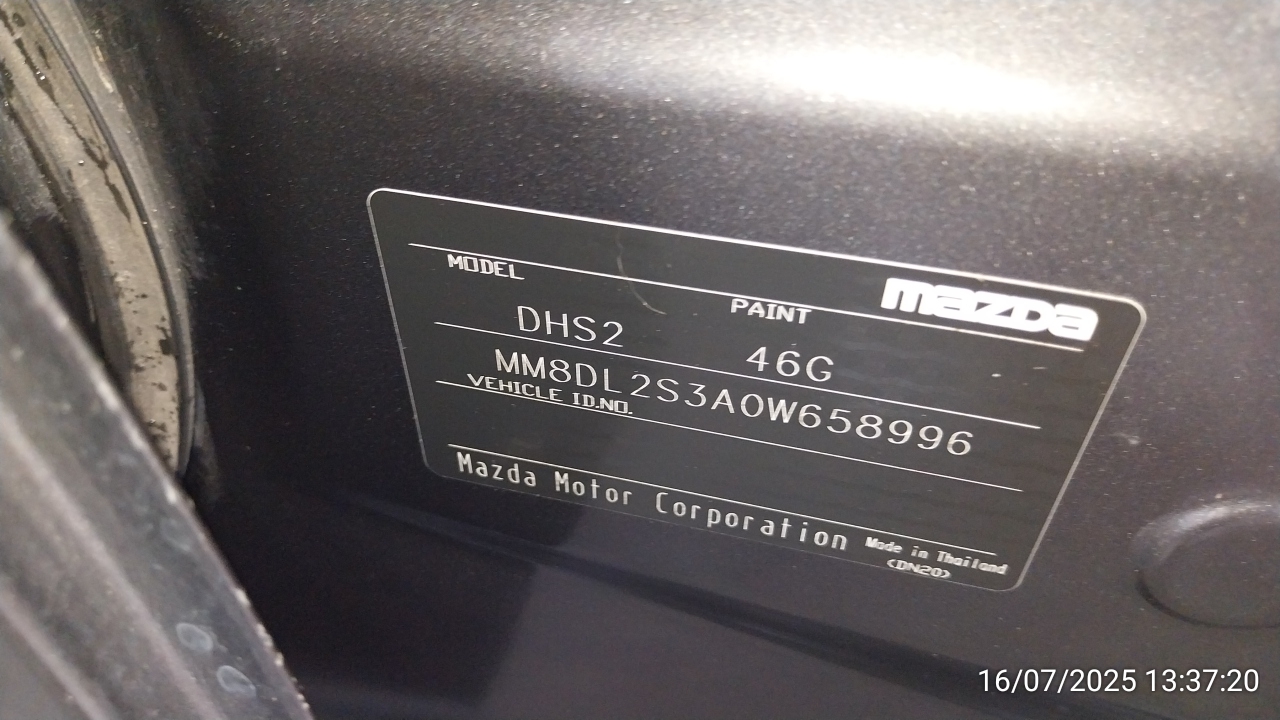 mazda
MODEL PAINT
DHS2 46G
MM8DL2S3A0W658996
VEHICLE ID.NO.
Mazda Motor Corporation Made in Thailand
<DN20>
16/07/2025 13:37:20